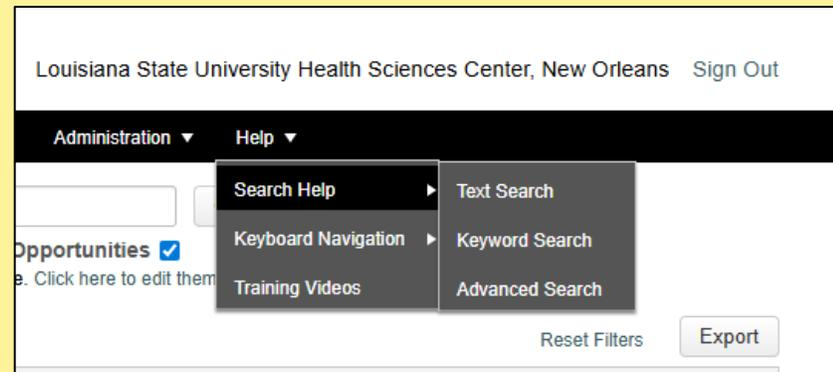 Louisiana State University Health Sciences Center, New Orleans Sign Out
Administration ▼ Help ▼
Search Help ▶ Text Search
Opportunities
Keyboard Navigation ▶ Keyword Search
e. Click here to edit them
Training Videos Advanced Search
Reset Filters Export